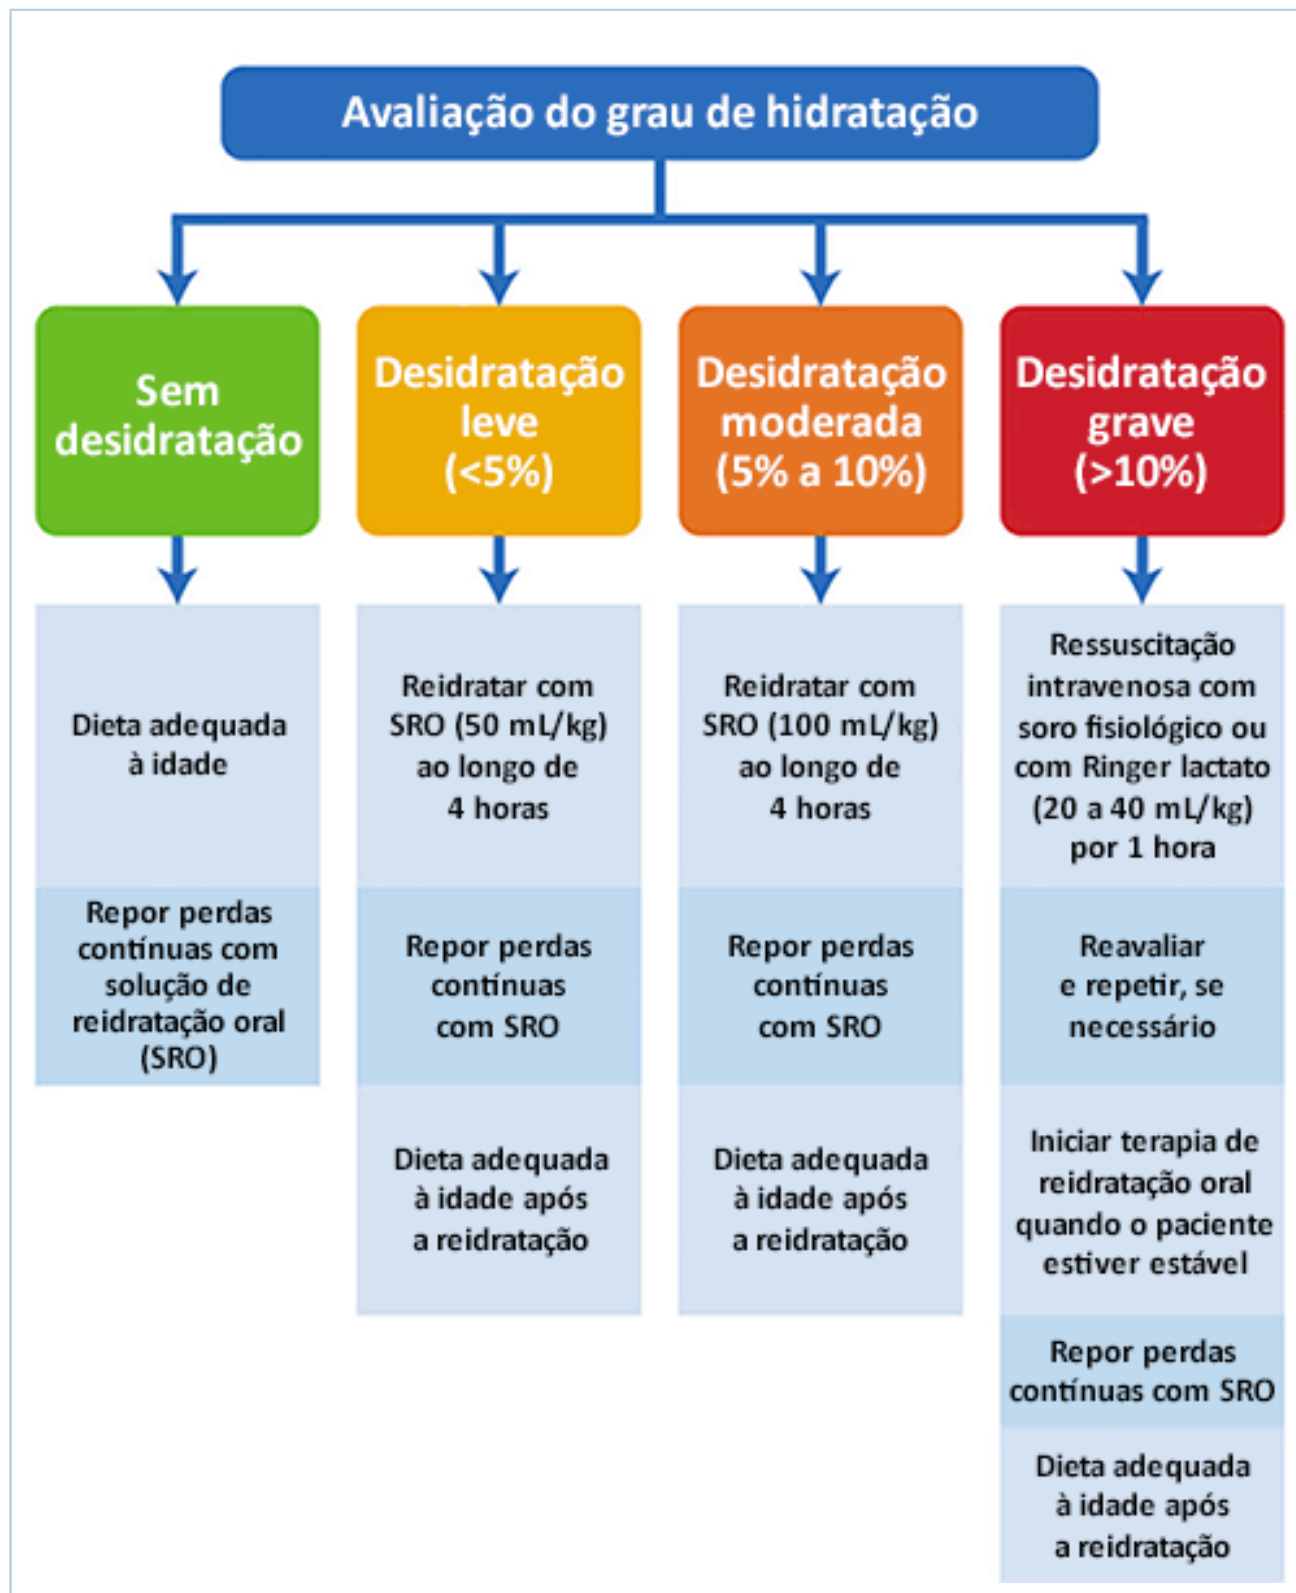 Avaliação do grau de hidratação
Sem
desidratação
Dieta adequada
à idade
Repor perdas
contínuas com
solução de
reidratação oral
(SRO)
Desidratação
leve
(<5%)
Reidratar com
SRO (50 mL/kg)
ao longo de
4 horas
Repor perdas
contínuas
com SRO
Dieta adequada
à idade após
a reidratação
Desidratação
moderada
(5% a 10%)
Reidratar com
SRO (100 mL/kg)
ao longo de
4 horas
Repor perdas
contínuas
com SRO
Dieta adequada
à idade após
a reidratação
Desidratação
grave
(>10%)
Ressuscitação
intravenosa com
soro fisiológico ou
com Ringer lactato
(20 a 40 mL/kg)
por 1 hora
Reavaliar
e repetir, se
necessário
Iniciar terapia de
reidratação oral
quando o paciente
estiver estável
Repor perdas
contínuas com SRO
Dieta adequada
à idade após
a reidratação